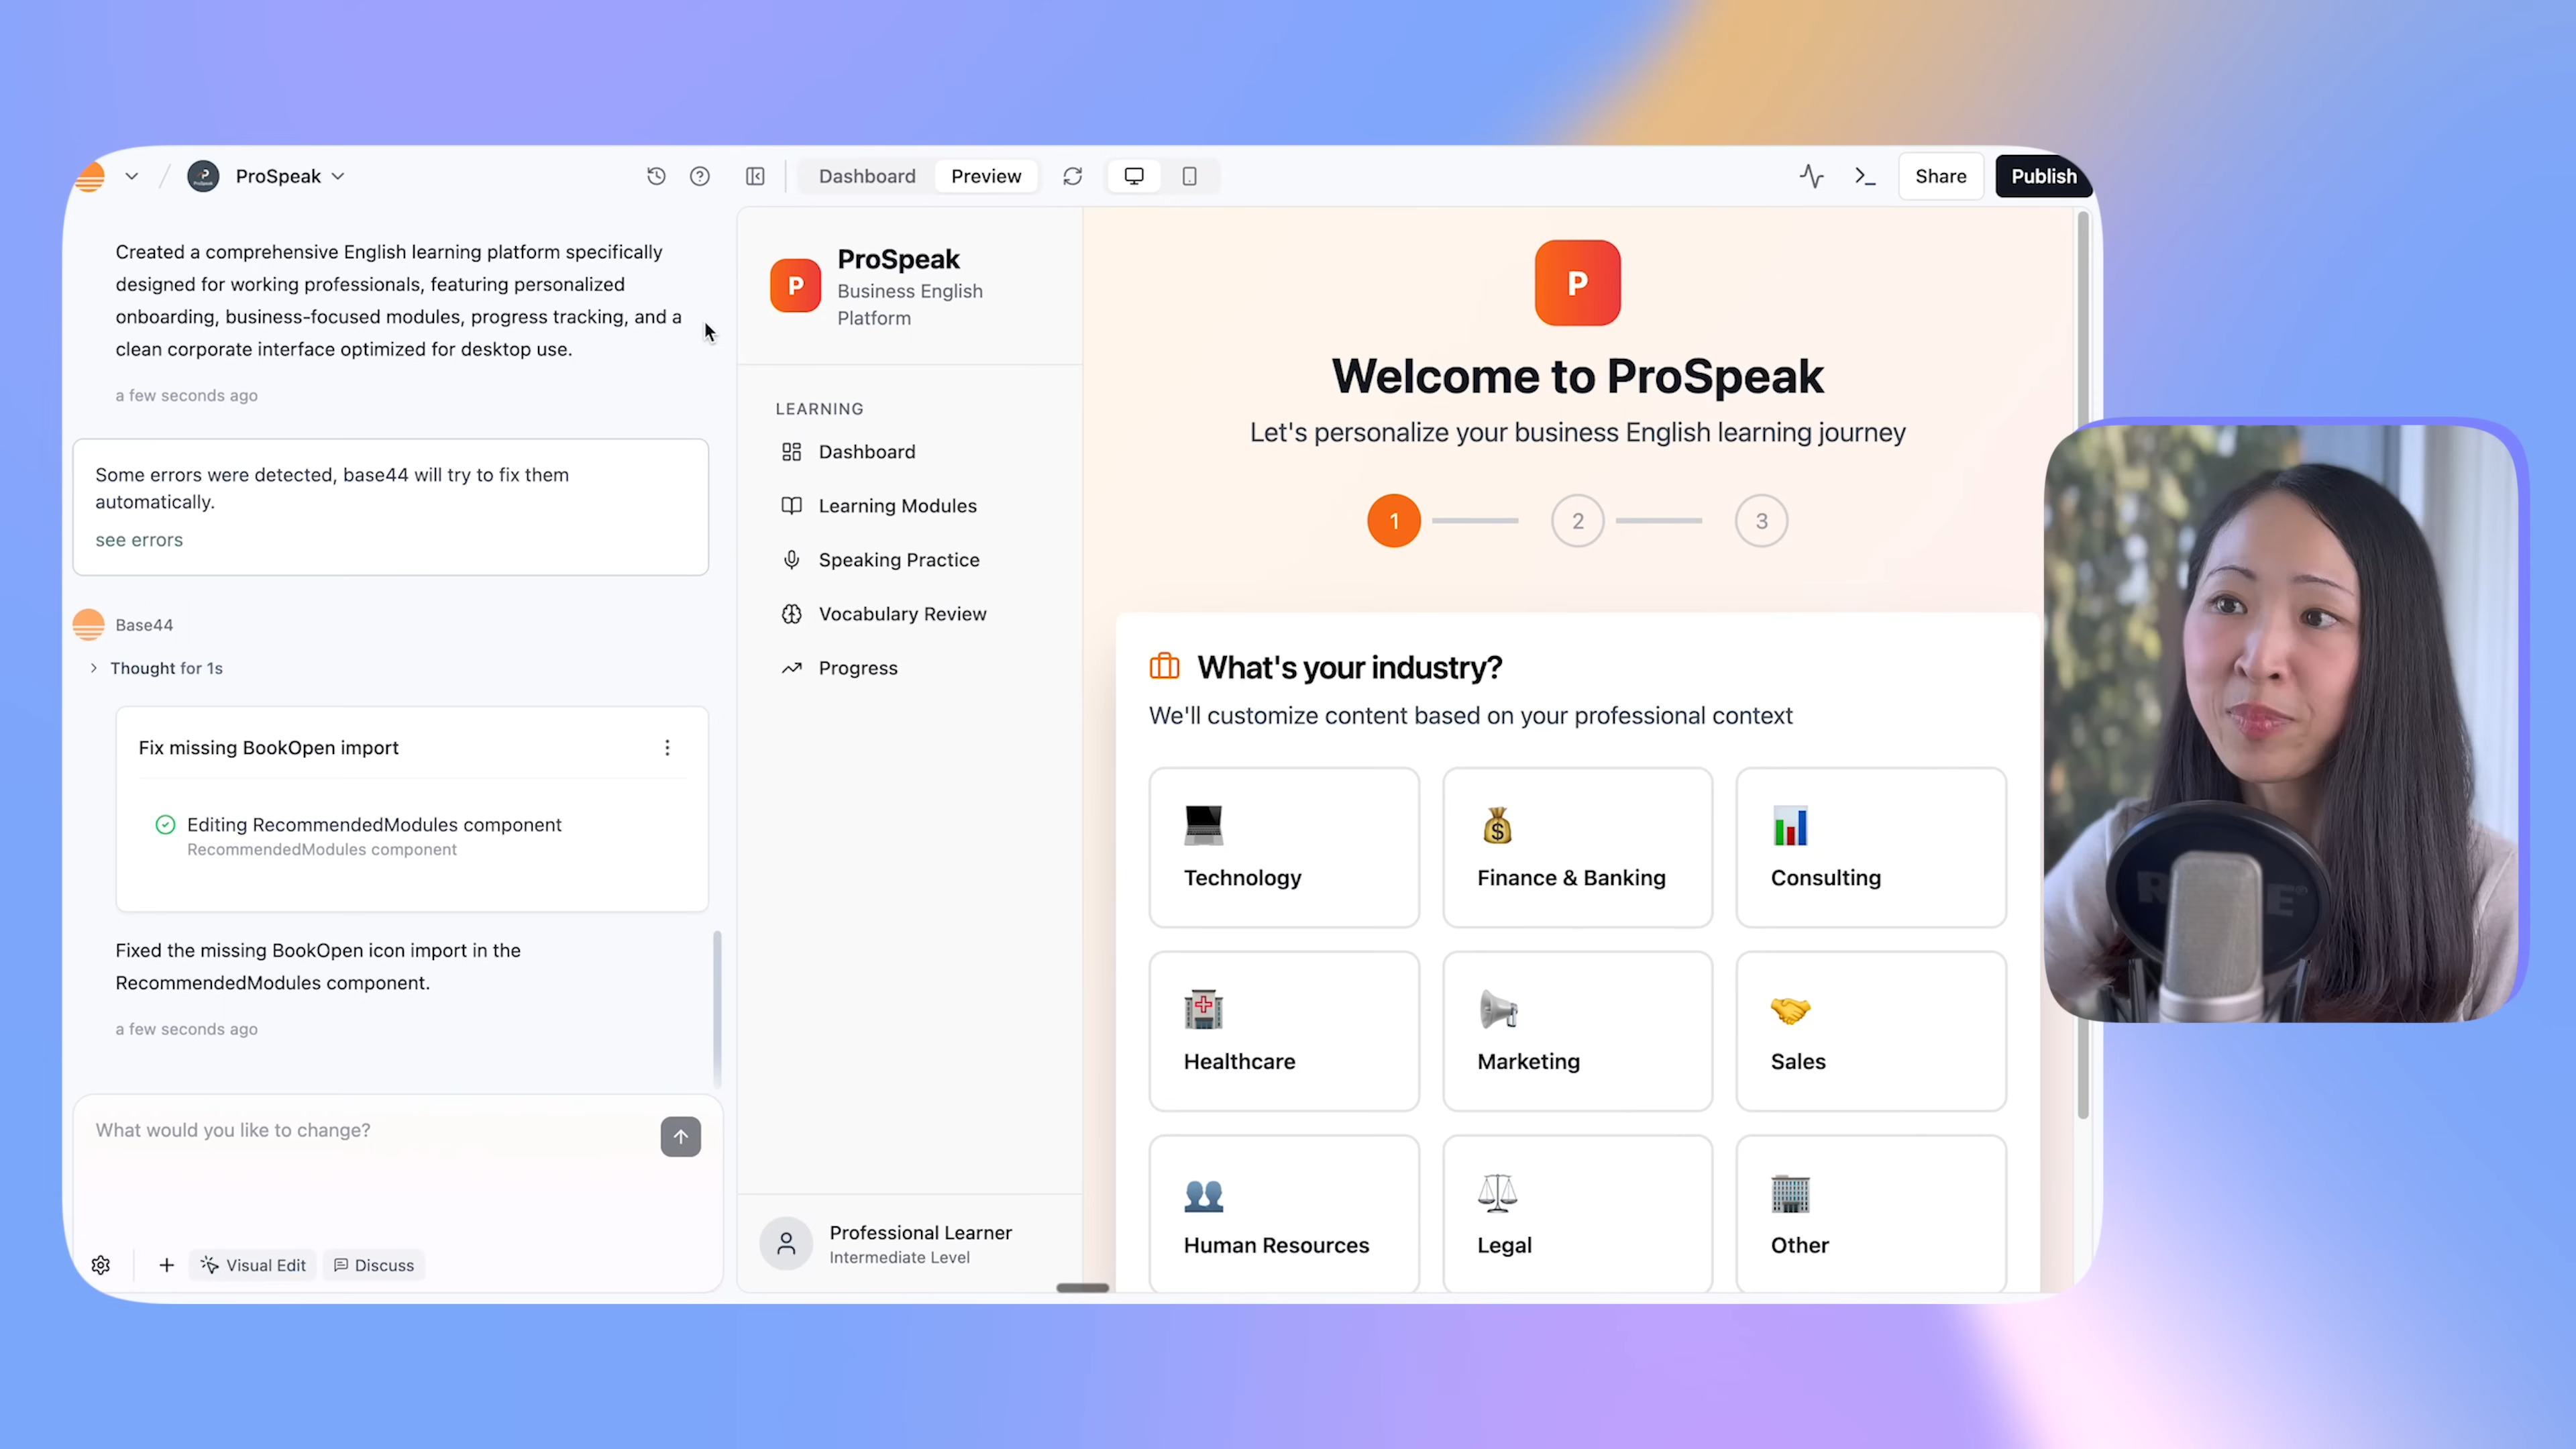 ProSpeak
Dashboard
Preview
Share
Publish
Created a comprehensive English learning platform specifically
designed for working professionals, featuring personalized
onboarding, business-focused modules, progress tracking, and a
clean corporate interface optimized for desktop use.
a few seconds ago
Some errors were detected, base44 will try to fix them
automatically.
see errors
Base44
Thought for 1s
Fix missing BookOpen import
Editing RecommendedModules component
RecommendedModules component
Fixed the missing BookOpen icon import in the
RecommendedModules component.
a few seconds ago
What would you like to change?
Visual Edit
Discuss
P
ProSpeak
Business English
Platform
LEARNING
Dashboard
Learning Modules
Speaking Practice
Vocabulary Review
Progress
Professional Learner
Intermediate Level
P
Welcome to ProSpeak
Let's personalize your business English learning journey
1
2
3
What's your industry?
We'll customize content based on your professional context
Technology
Finance & Banking
Consulting
Healthcare
Marketing
Sales
Human Resources
Legal
Other